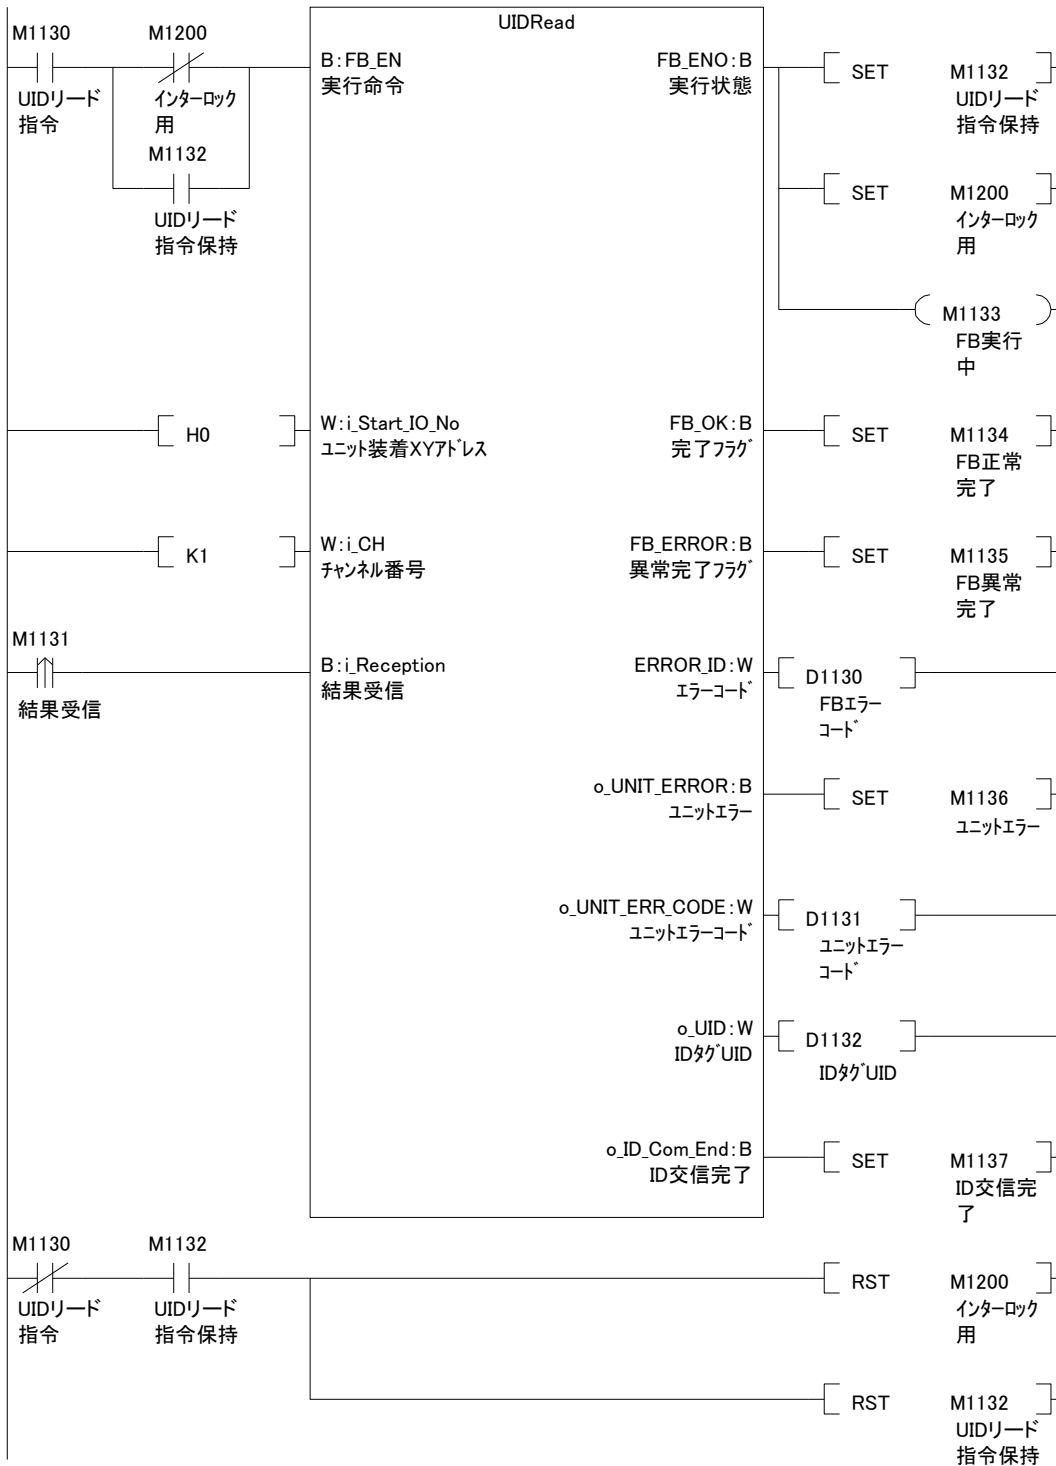 UIDRead
M1130
M1200
B:FB_EN
FB_ENO:B
SET M1132
UIDリード
指令
インターロック
用
実行命令
実行状態
UIDリード
指令保持
M1132
UIDリード
指令保持
SET M1200
インターロック
用
M1133
FB実行
中
H0
W:i_Start_IO_No
ユニット装着XYアドレス
FB_OK:B
完了フラグ
SET M1134
FB正常
完了
K1
W:i_CH
チャンネル番号
FB_ERROR:B
異常完了フラグ
SET M1135
FB異常
完了
M1131
結果受信
B:i_Reception
結果受信
ERROR_ID:W
エラーコード
D1130
FBエラー
コード
o_UNIT_ERROR:B
ユニットエラー
SET M1136
ユニットエラー
o_UNIT_ERR_CODE:W
ユニットエラーコード
D1131
ユニットエラー
コード
o_UID:W
IDタグUID
D1132
IDタグUID
o_ID_Com_End:B
ID交信完了
SET M1137
ID交信完
了
M1130
UIDリード
指令
M1132
UIDリード
指令保持
RST M1200
インターロック
用
RST M1132
UIDリード
指令保持